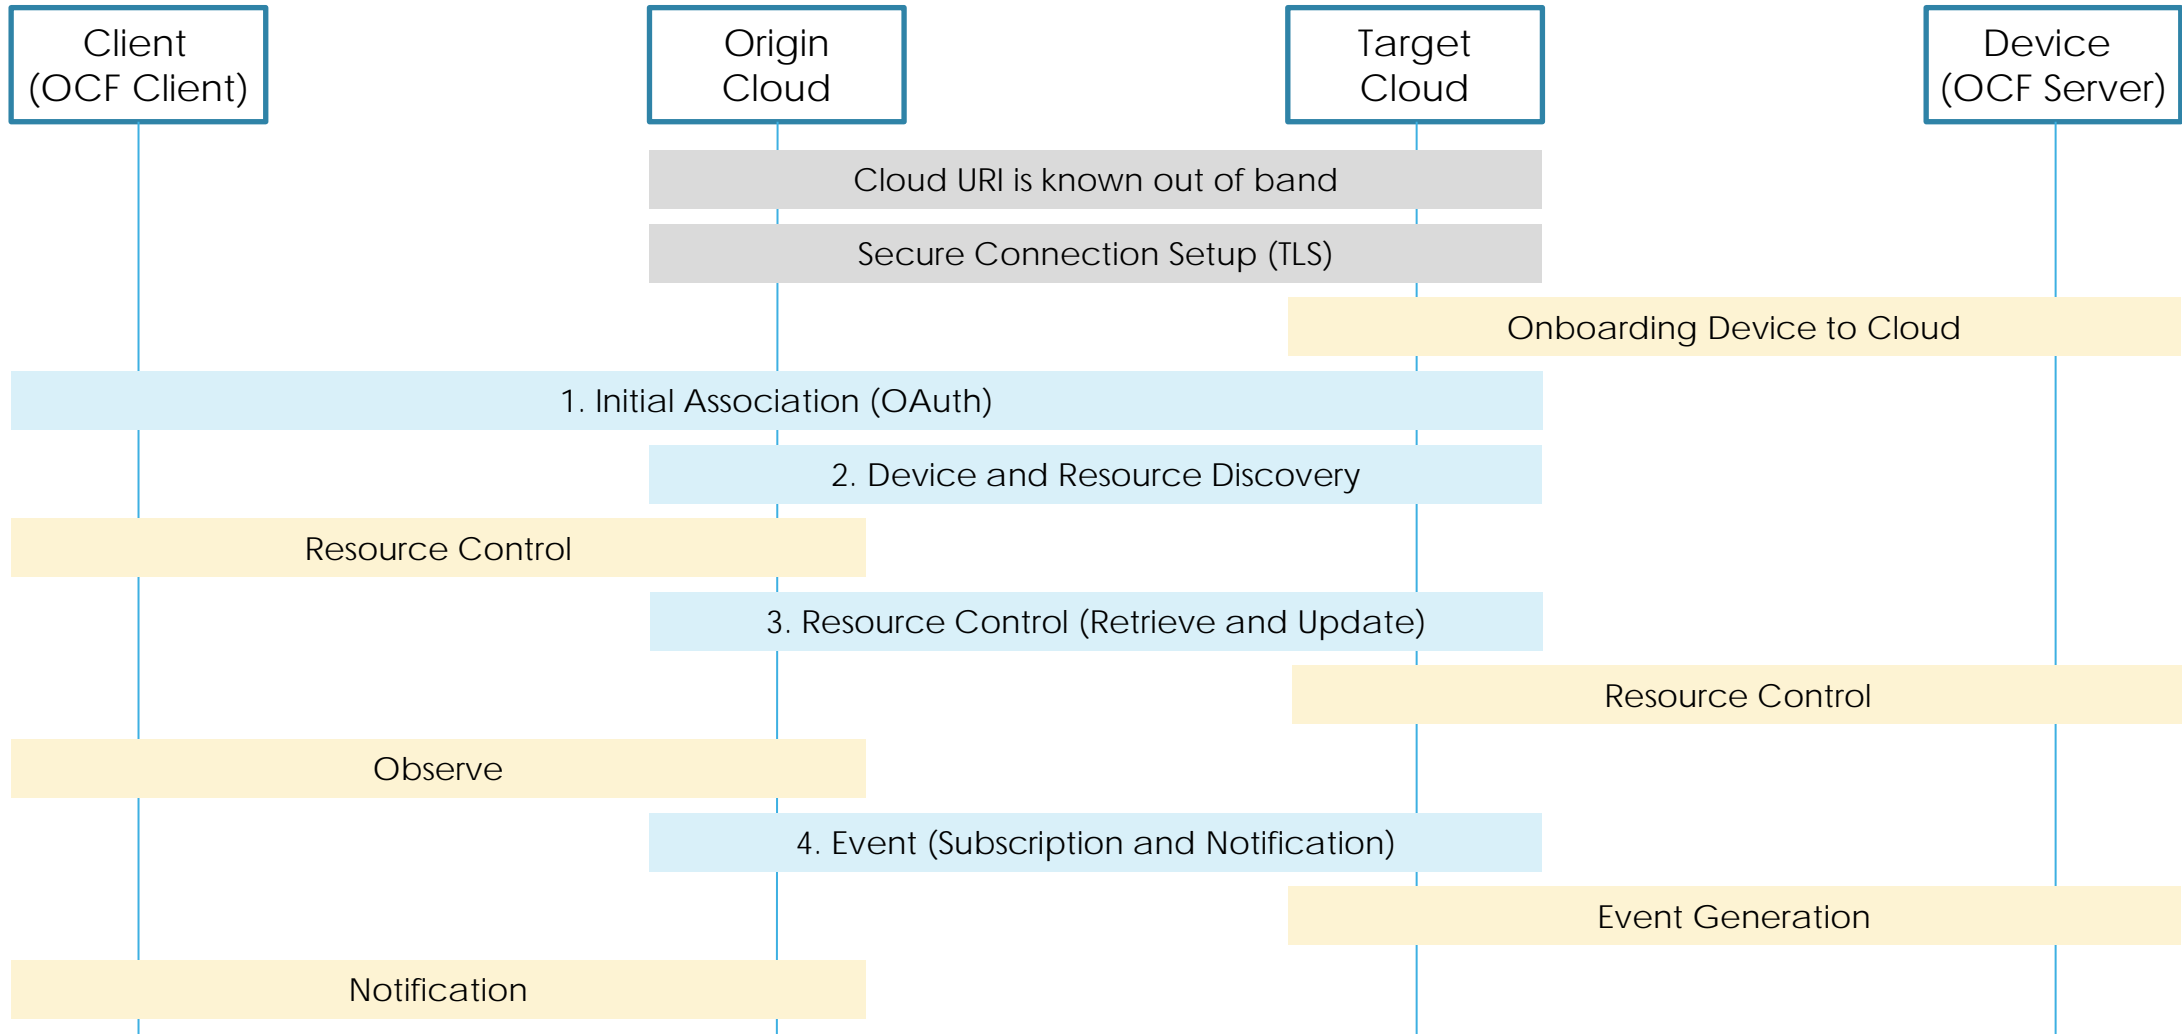 Client
(OCF Client)
Origin
Cloud
Target
Cloud
Device
(OCF Server)
Cloud URI is known out of band
Secure Connection Setup (TLS)
Onboarding Device to Cloud
1. Initial Association (OAuth)
2. Device and Resource Discovery
Resource Control
3. Resource Control (Retrieve and Update)
Resource Control
Observe
4. Event (Subscription and Notification)
Event Generation
Notification